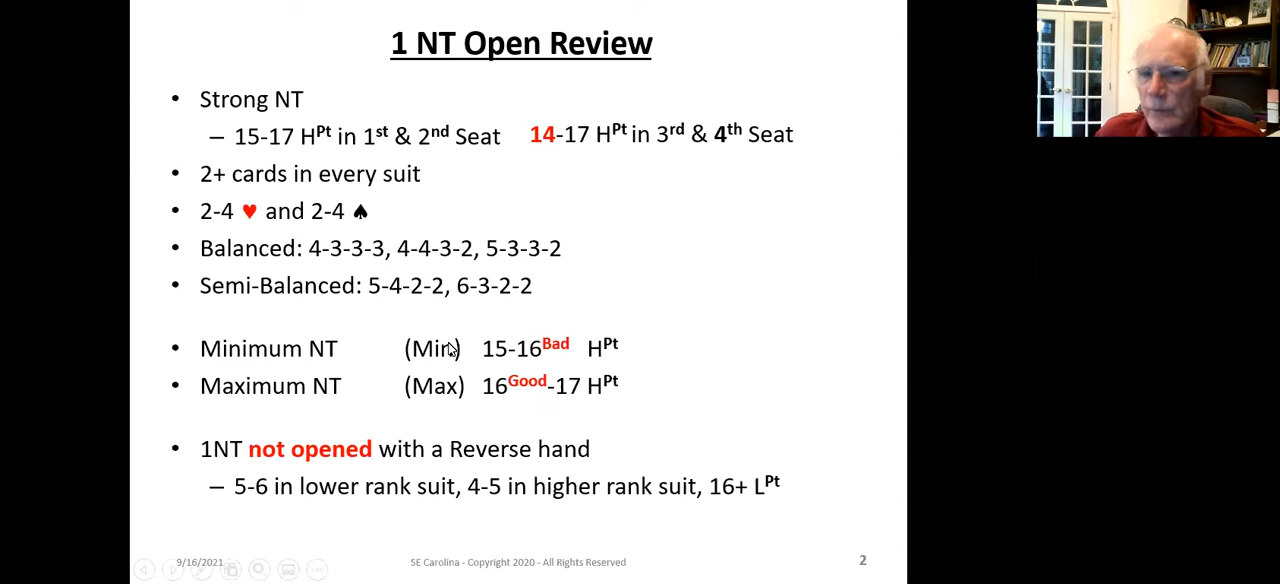 1 NT Open Review
• Strong NT
– 15-17 HPt in 1st & 2nd Seat 14-17 HPt in 3rd & 4th Seat
• 2+ cards in every suit
• 2-4 ♥ and 2-4 ♠
• Balanced: 4-3-3-3, 4-4-3-2, 5-3-3-2
• Semi-Balanced: 5-4-2-2, 6-3-2-2
• Minimum NT (Min) 15-16Bad HPt
• Maximum NT (Max) 16Good-17 HPt
• 1NT not opened with a Reverse hand
– 5-6 in lower rank suit, 4-5 in higher rank suit, 16+ LPt
9/16/2021 SE Carolina - Copyright 2020 - All Rights Reserved 2